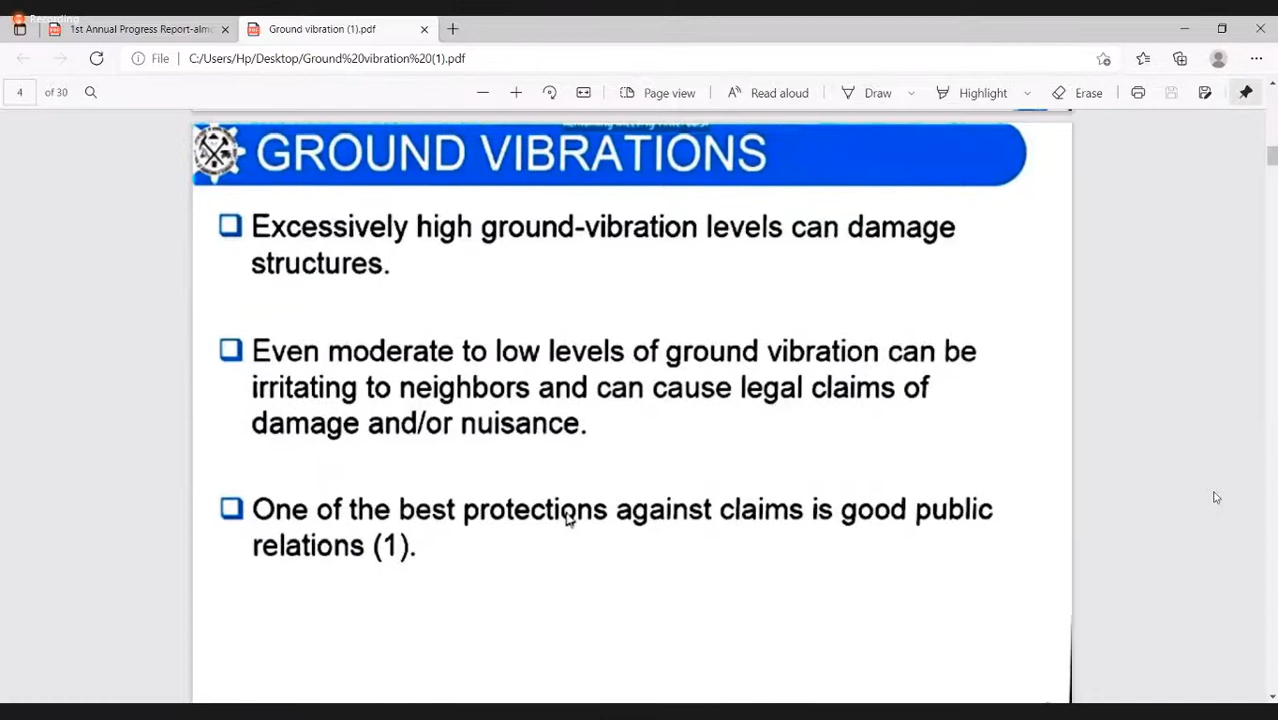 Recording
1st Annual Progress Report-almo
Ground vibration (1).pdf
File
C:/Users/Hp/Desktop/Ground%20vibration%20(1).pdf
4 of 30
Page view
Read aloud
Draw
Highlight
Erase
GROUND VIBRATIONS
Excessively high ground-vibration levels can damage
structures.
Even moderate to low levels of ground vibration can be
irritating to neighbors and can cause legal claims of
damage and/or nuisance.
One of the best protections against claims is good public
relations (1).